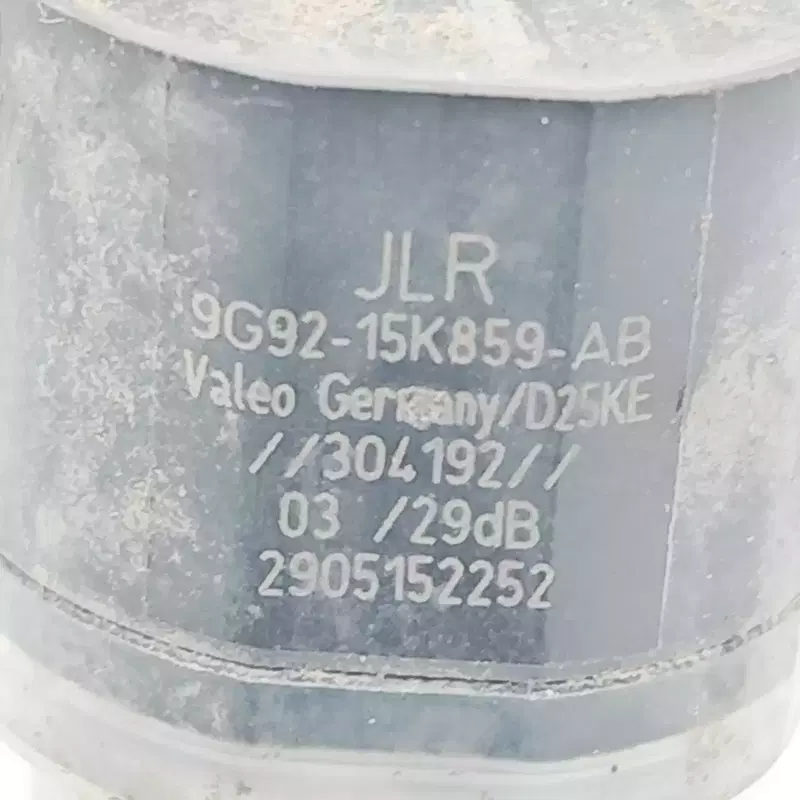 JLR
9G92-15K859-AB
Valeo Germany/D25KE
//304192//
03 /29dB
2905152252